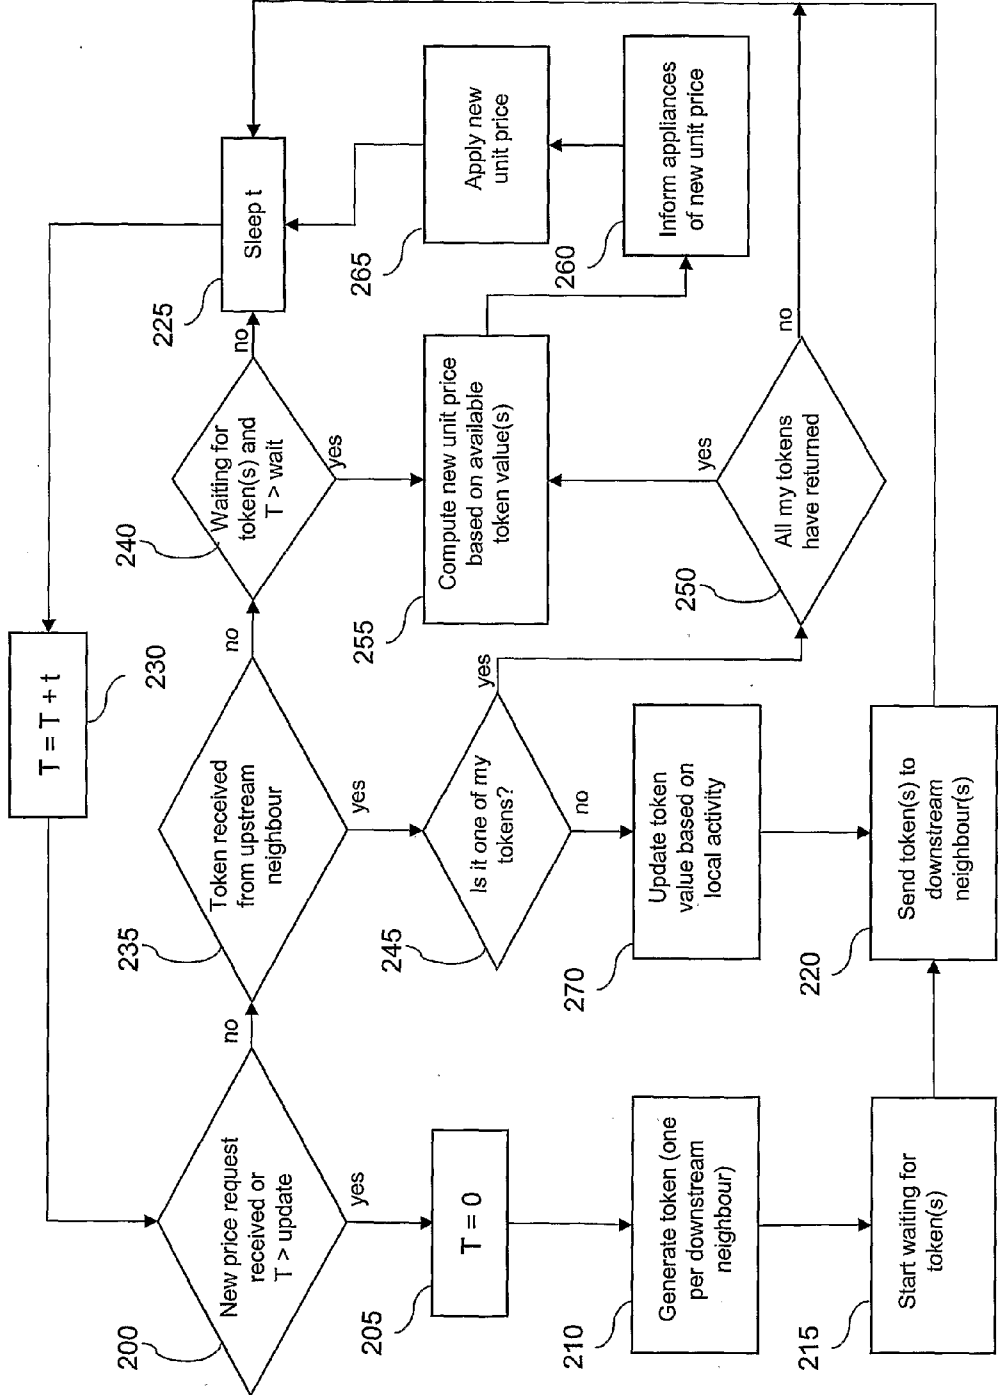 T = T + t
230
New price request
received or
T > update
200
no
yes
Token received
from upstream
neighbour
235
no
yes
Waiting for
token(s) and
T > wait
240
no
yes
Sleep t
225
T = 0
205
Is it one of my
tokens?
245
yes
no
Compute new unit price
based on available
token value(s)
255
Apply new
unit price
265
Generate token (one
per downstream
neighbour)
210
Update token
value based on
local activity
270
Inform appliances
of new unit price
260
All my tokens
have returned
250
yes
no
Start waiting for
token(s)
215
Send token(s) to
downstream
neighbour(s)
220